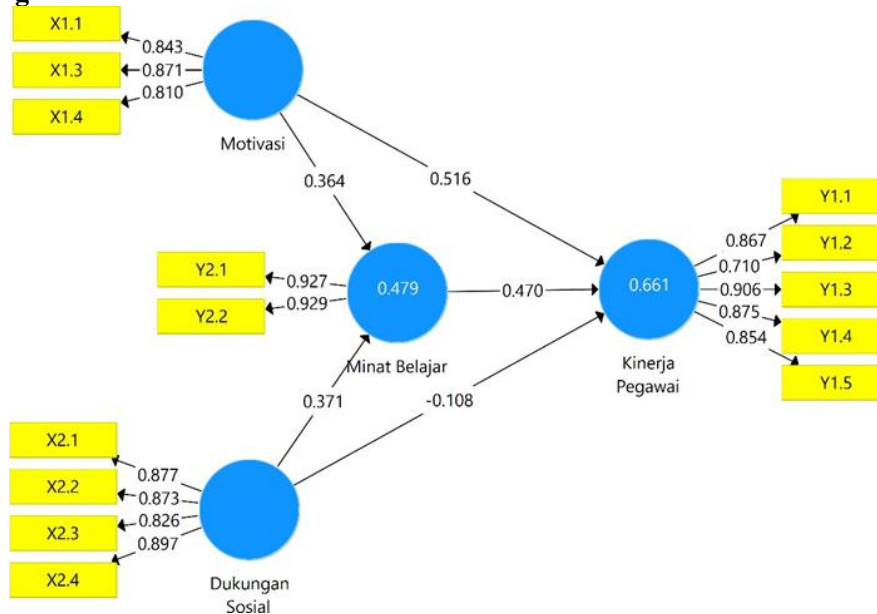 g
X1.1
0.843
X1.3
0.871
X1.4
0.810
Motivasi
0.364
0.516
Y2.1
0.927
Y2.2
0.929
0.479
Minat Belajar
0.470
0.661
Kinerja
Pegawai
Y1.1
0.867
Y1.2
0.710
Y1.3
0.906
Y1.4
0.875
Y1.5
0.854
0.371
-0.108
X2.1
0.877
X2.2
0.873
X2.3
0.826
X2.4
0.897
Dukungan
Sosial